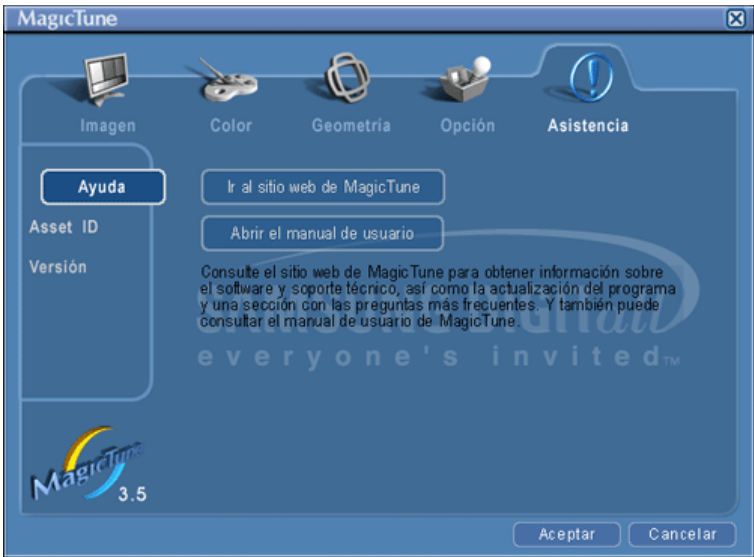 MagicTune
Imagen
Color
Geometría
Opción
Asistencia
Ayuda
Asset ID
Versión
Ir al sitio web de MagicTune
Abrir el manual de usuario
Consulte el sitio web de MagicTune para obtener información sobre
el software y soporte técnico, así como la actualización del programa
y una sección con las preguntas más frecuentes. Y también puede
consultar el manual de usuario de MagicTune.
SAMSUNG DIGITall
everyone's invited™
MagicTune
3.5
Aceptar
Cancelar